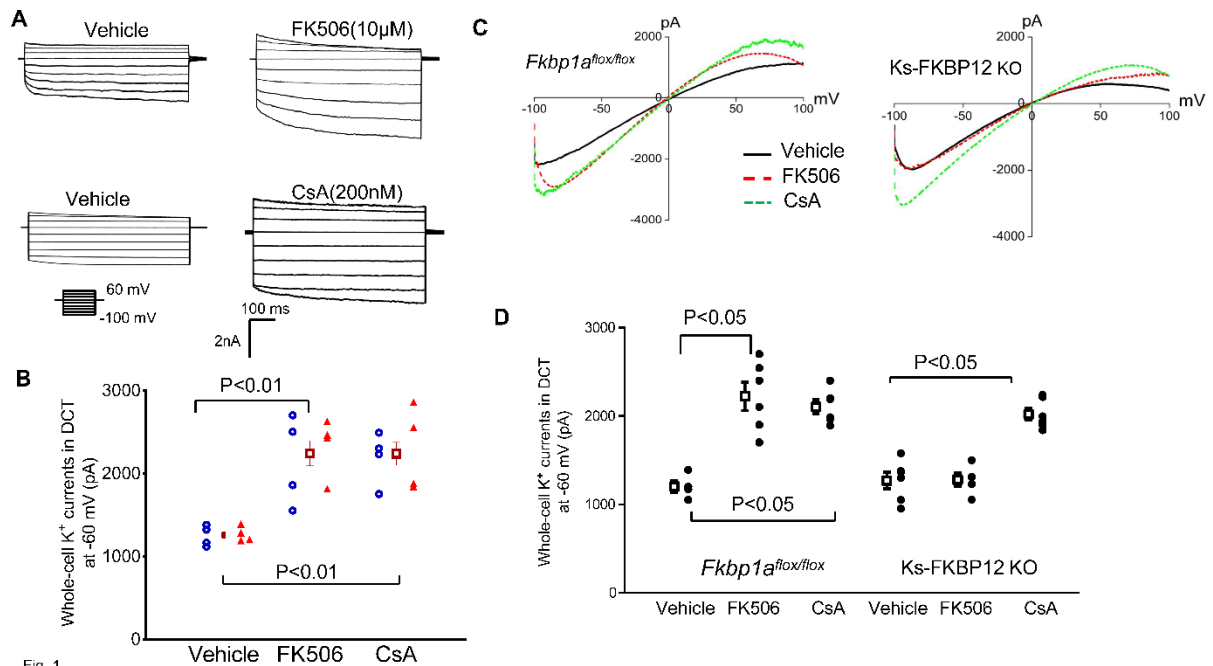 A
Vehicle
FK506(10µM)
Vehicle
CsA(200nM)
60 mV
-100 mV
100 ms
2nA
B
Whole-cell K+ currents in DCT
at -60 mV (pA)
3000
2000
1000
0
P<0.01
P<0.01
Vehicle FK506 CsA
Fig. 1
C
Fkbp1aflox/flox
pA
2000
-100 -50 0 50 100
mV
-2000
-4000
Vehicle
FK506
CsA
Ks-FKBP12 KO
pA
2000
-100 -50 0 50 100
mV
-2000
-4000
D
Whole-cell K+ currents in DCT
at -60 mV (pA)
3000
2000
1000
0
P<0.05
P<0.05
P<0.05
Fkbp1aflox/flox Ks-FKBP12 KO
Vehicle FK506 CsA Vehicle FK506 CsA